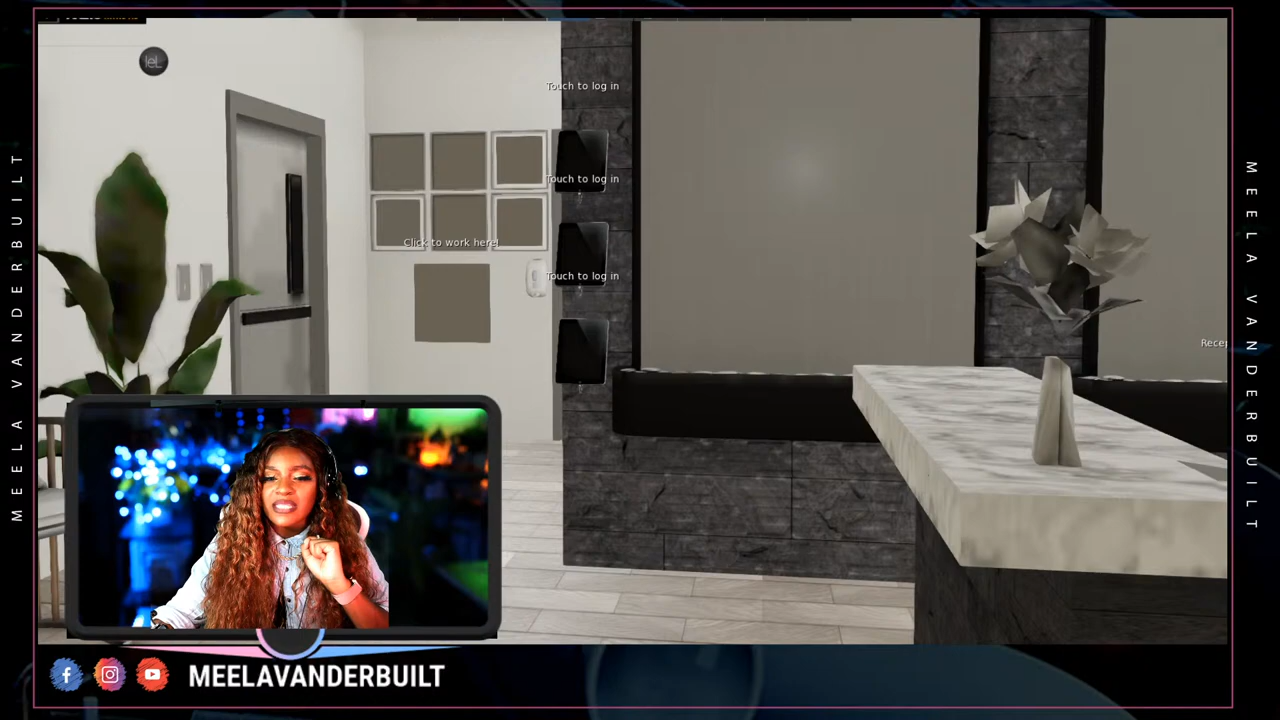 Touch to log in
Touch to log in
Click to work here!
Touch to log in
Recep
MEELA VANDERBUILT
MEELA VANDERBUILT
MEELAVANDERBUILT